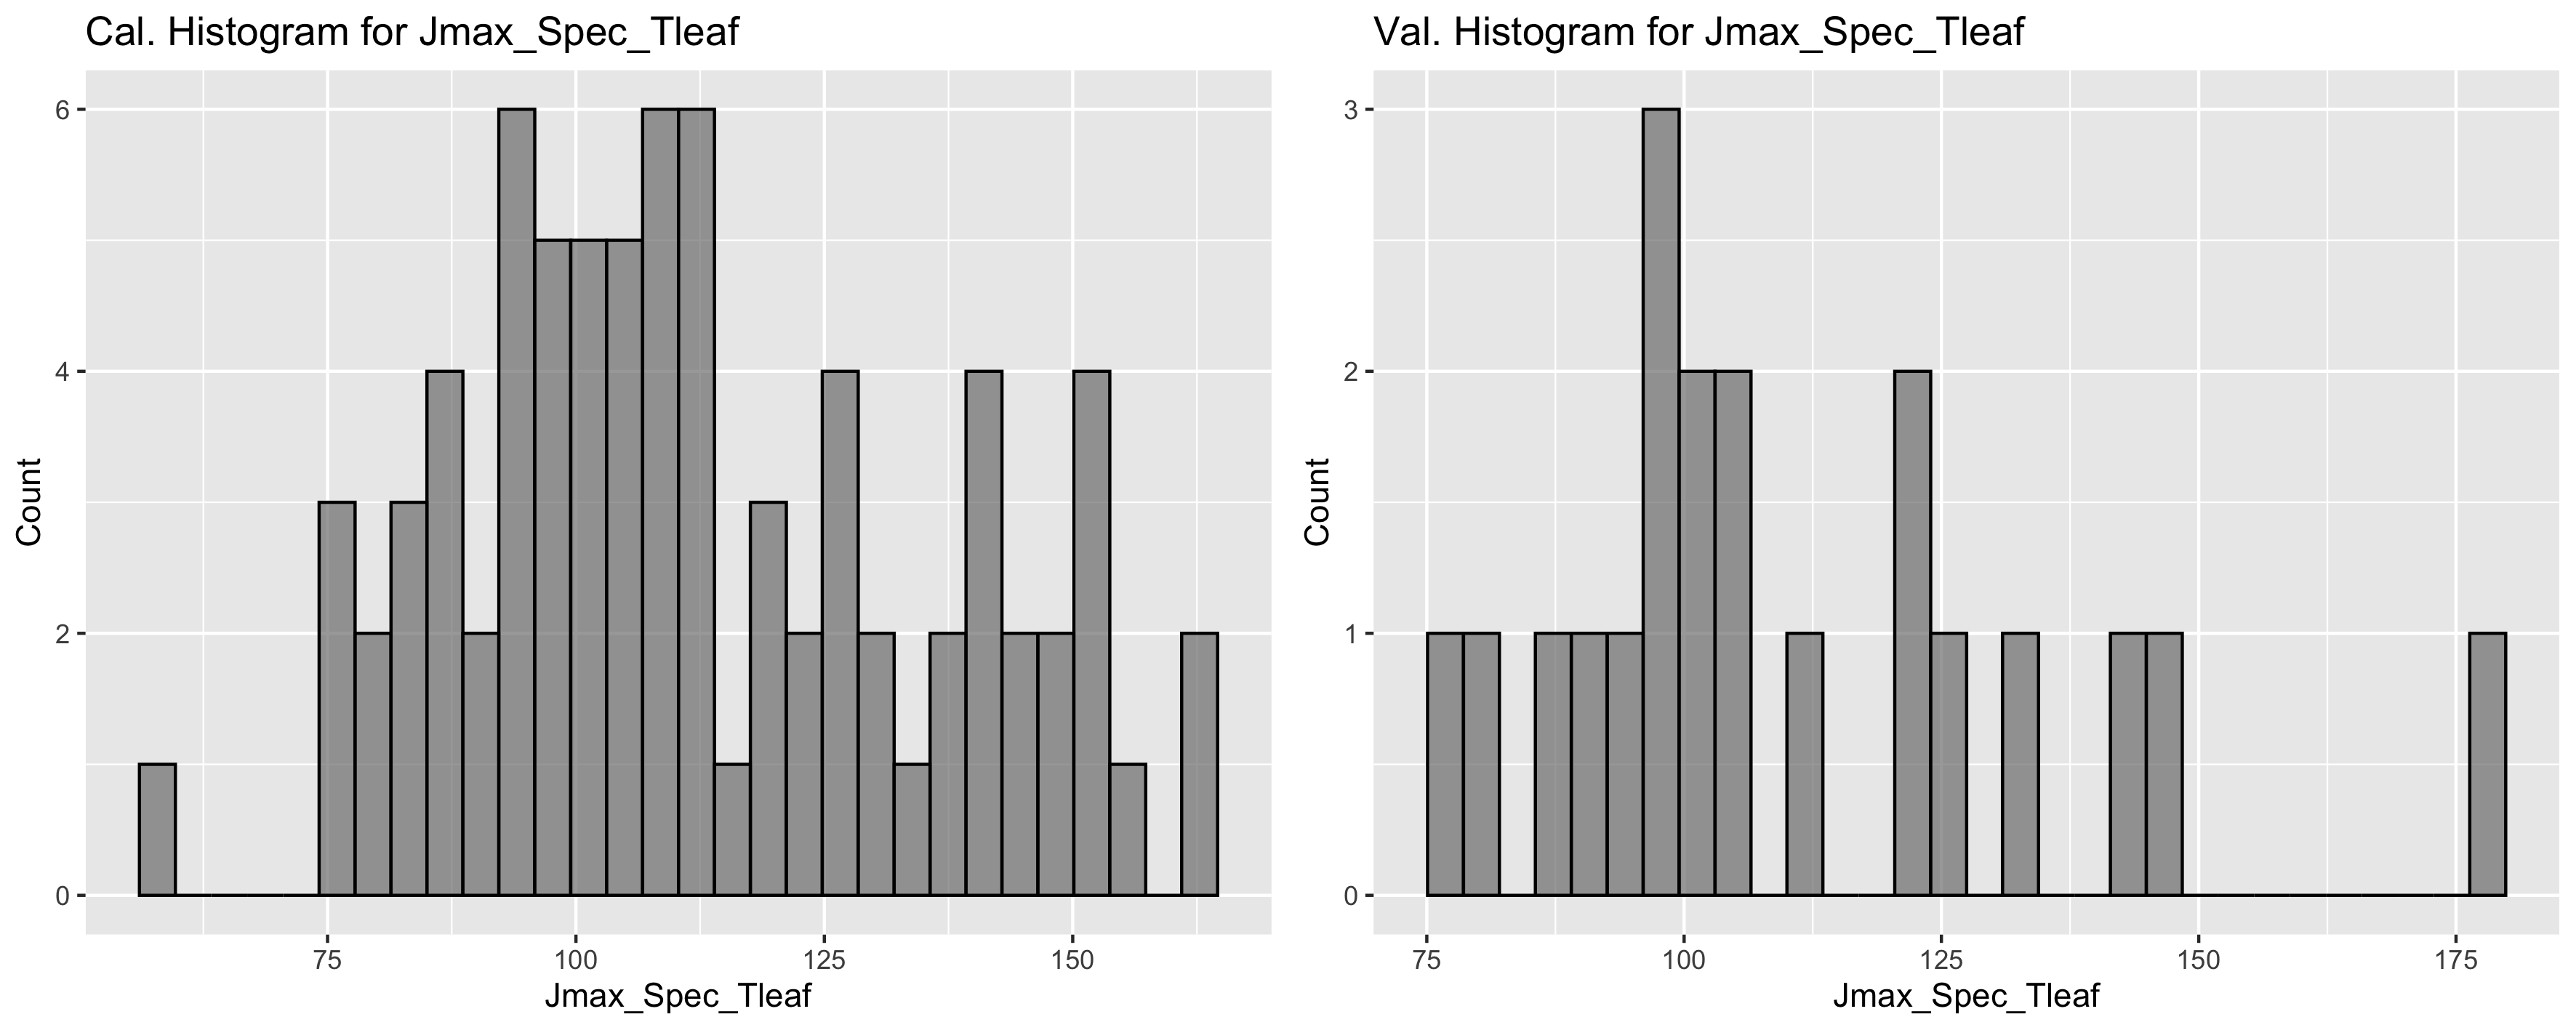 Cal. Histogram for Jmax_Spec_Tleaf
6
4
2
0
Count
75 100 125 150
Jmax_Spec_Tleaf
Val. Histogram for Jmax_Spec_Tleaf
3
2
1
0
Count
75 100 125 150 175
Jmax_Spec_Tleaf